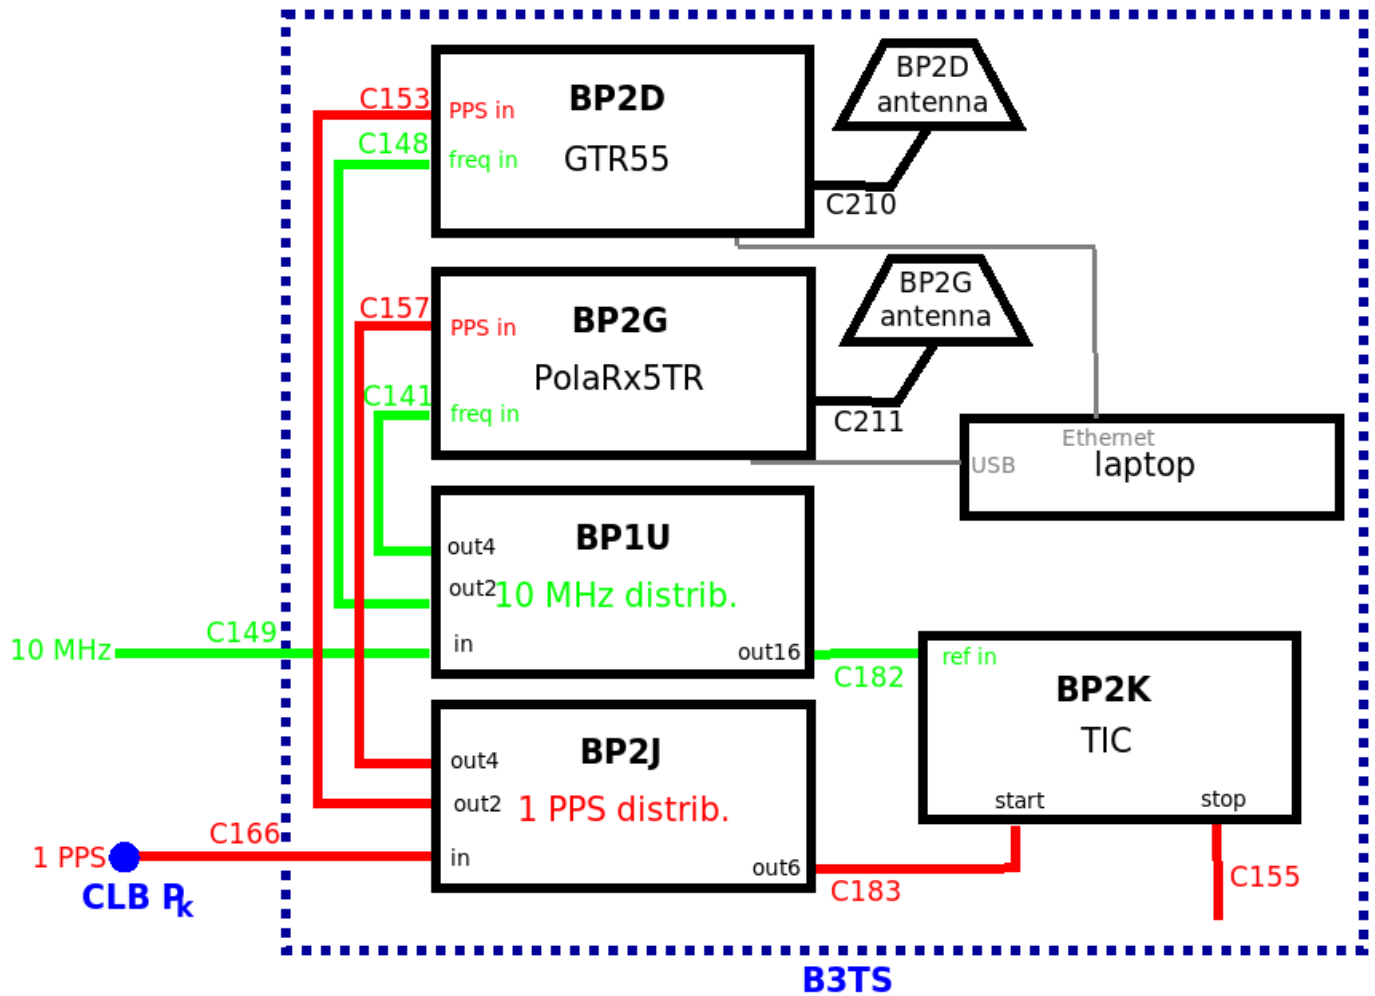 BP2D
antenna
C153
PPS in
BP2D
C148
freq in
GTR55
C210
BP2G
antenna
C157
PPS in
BP2G
PolaRx5TR
C141
freq in
C211
Ethernet
USB
laptop
BP1U
out4
out2
10 MHz distrib.
10 MHz
C149
in
out16
C182
ref in
BP2K
TIC
start
stop
BP2J
out4
out2
1 PPS distrib.
1 PPS
C166
in
out6
C183
C155
CLB Pk
B3TS